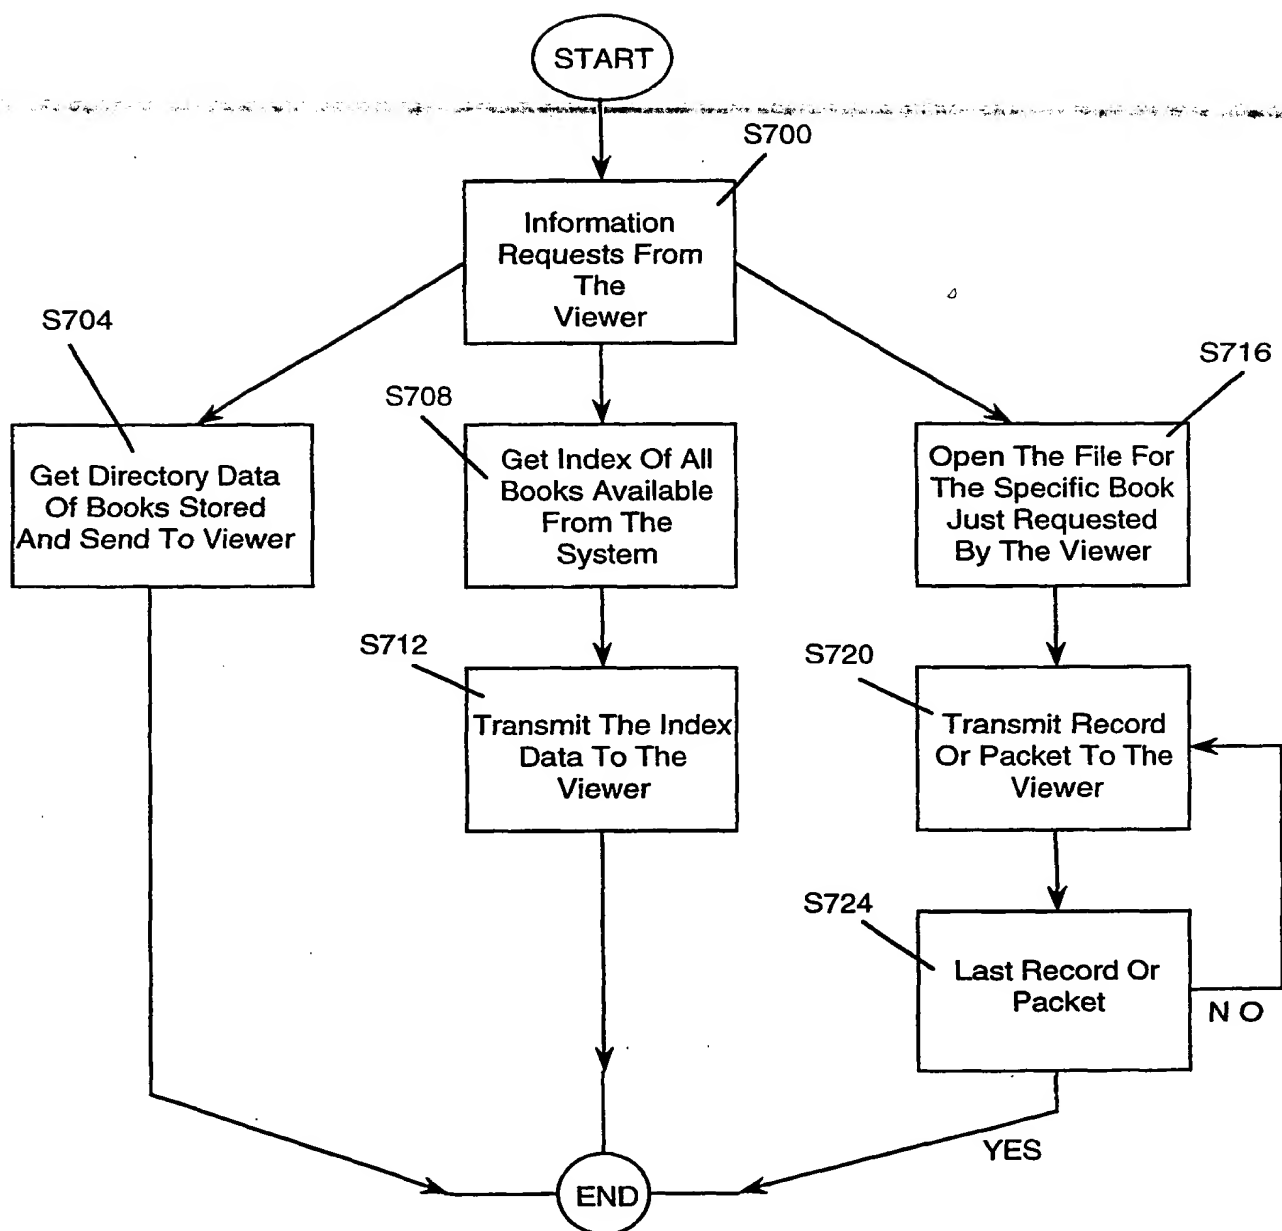 START
S700
Information
Requests From
The
Viewer
S704
Get Directory Data
Of Books Stored
And Send To Viewer
S708
Get Index Of All
Books Available
From The
System
S716
Open The File For
The Specific Book
Just Requested
By The Viewer
S712
Transmit The Index
Data To The
Viewer
S720
Transmit Record
Or Packet To The
Viewer
S724
Last Record Or
Packet
NO
YES
END